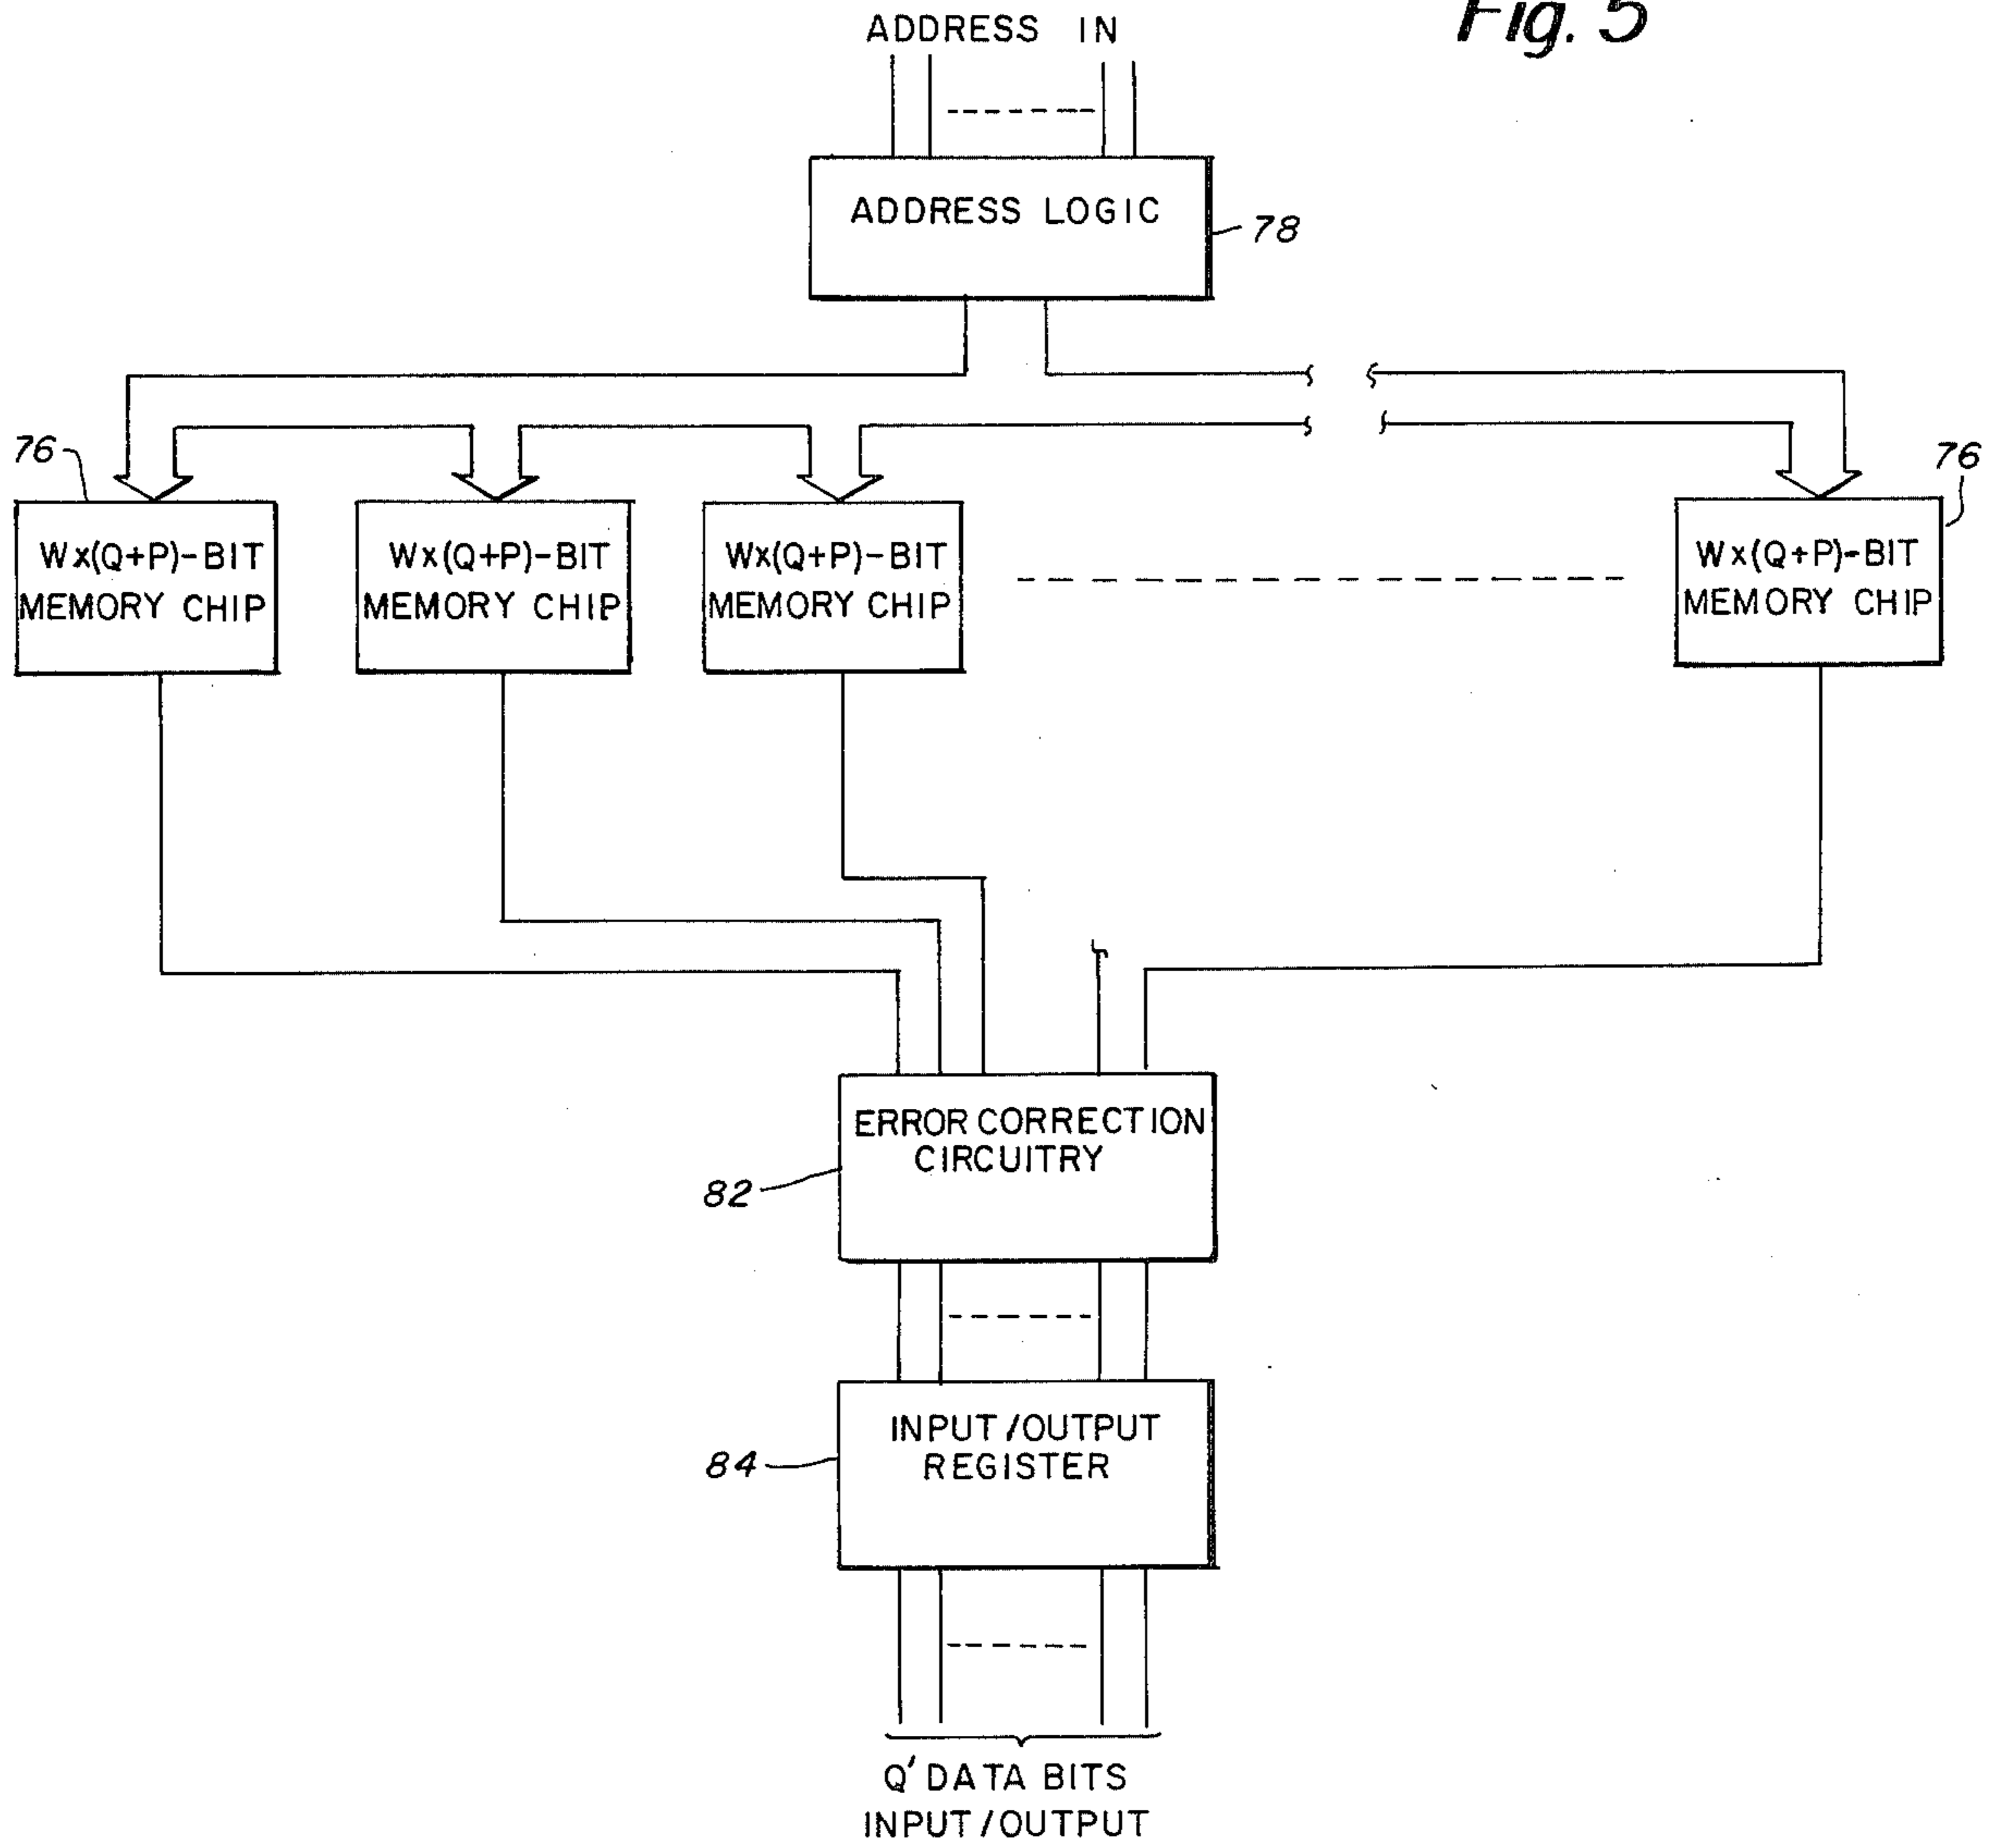 Fig. 5
ADDRESS IN
ADDRESS LOGIC
78
76
76
Wx(Q+P)-BIT
MEMORY CHIP
Wx(Q+P)-BIT
MEMORY CHIP
Wx(Q+P)-BIT
MEMORY CHIP
Wx(Q+P)-BIT
MEMORY CHIP
ERROR CORRECTION
CIRCUITRY
82
INPUT/OUTPUT
REGISTER
84
Q' DATA BITS
INPUT/OUTPUT